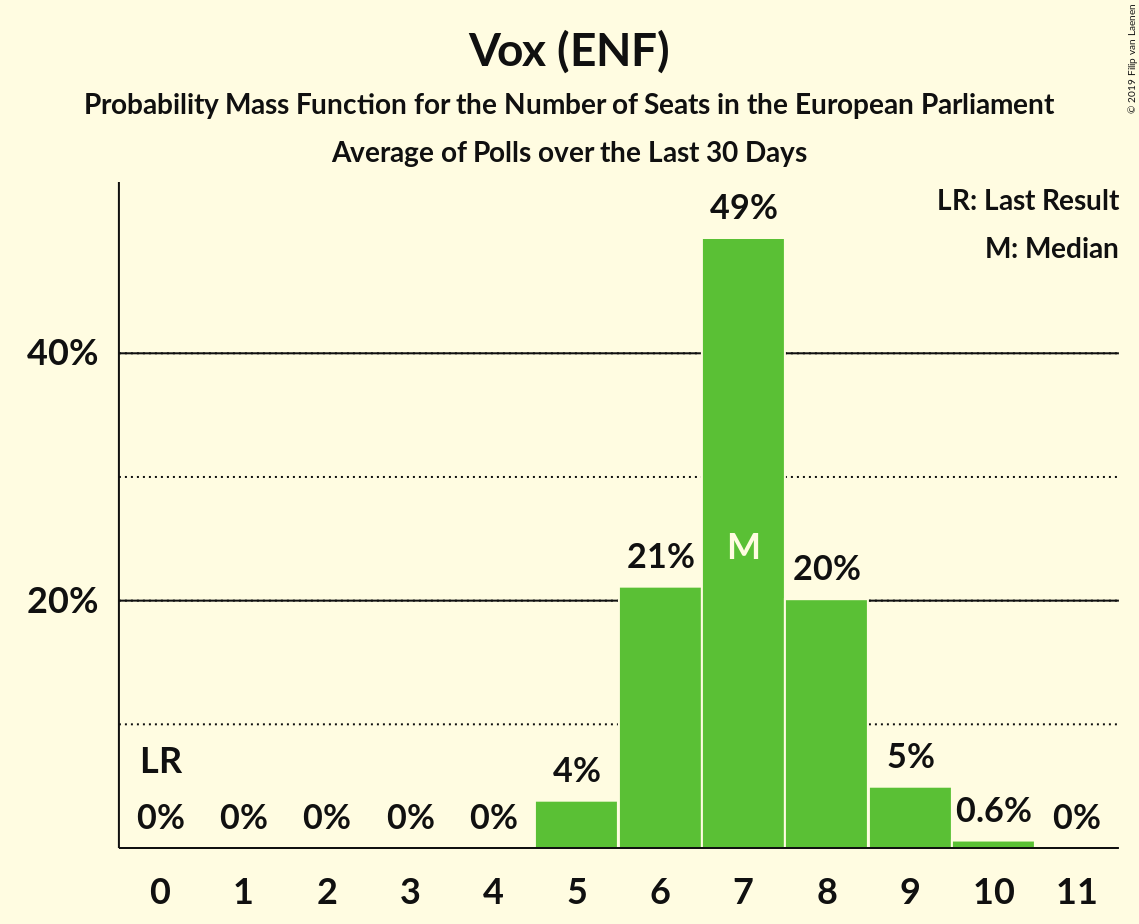 Vox (ENF)
Probability Mass Function for the Number of Seats in the European Parliament
Average of Polls over the Last 30 Days
© 2019 Filip van Laenen
LR: Last Result
M: Median
49%
40%
M
21%
20%
20%
LR
0% 0% 0% 0% 0% 4% 5% 0.6% 0%
0 1 2 3 4 5 6 7 8 9 10 11